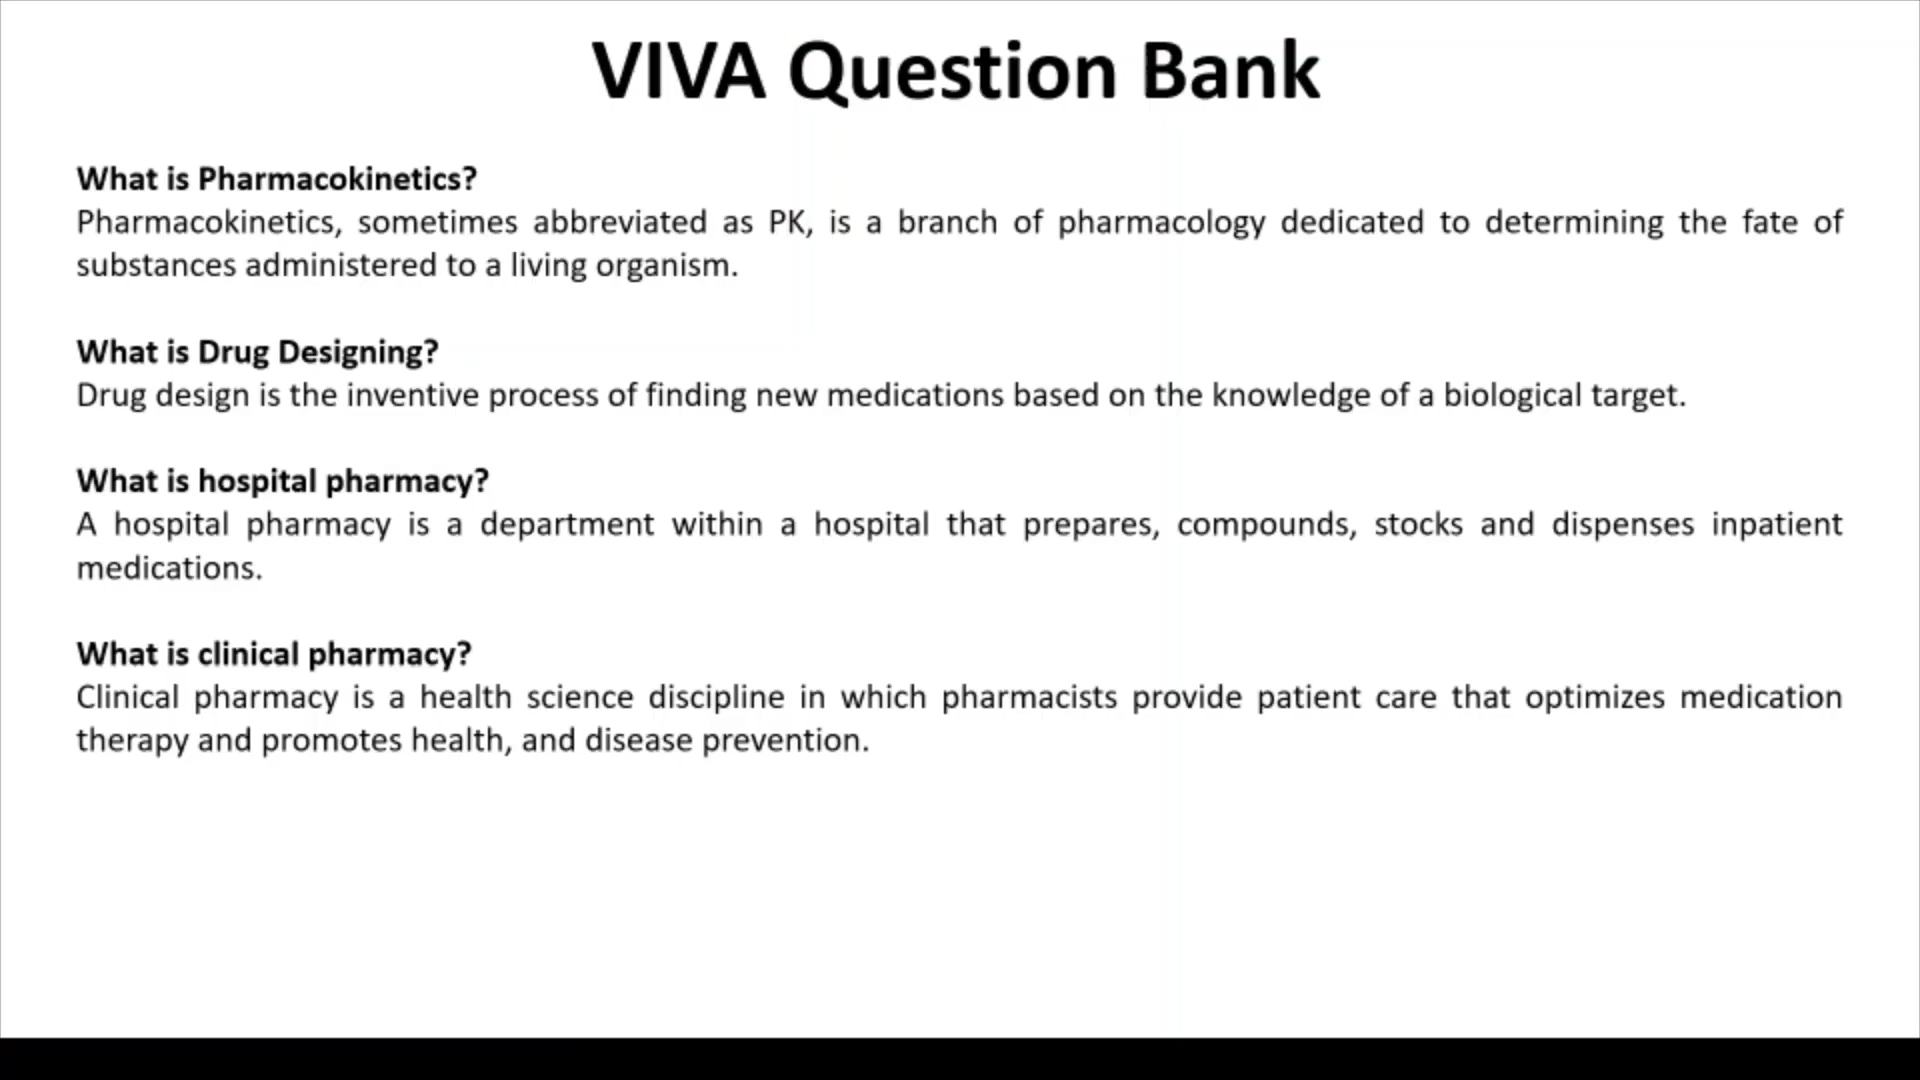 VIVA Question Bank
What is Pharmacokinetics?
Pharmacokinetics, sometimes abbreviated as PK, is a branch of pharmacology dedicated to determining the fate of
substances administered to a living organism.
What is Drug Designing?
Drug design is the inventive process of finding new medications based on the knowledge of a biological target.
What is hospital pharmacy?
A hospital pharmacy is a department within a hospital that prepares, compounds, stocks and dispenses inpatient
medications.
What is clinical pharmacy?
Clinical pharmacy is a health science discipline in which pharmacists provide patient care that optimizes medication
therapy and promotes health, and disease prevention.